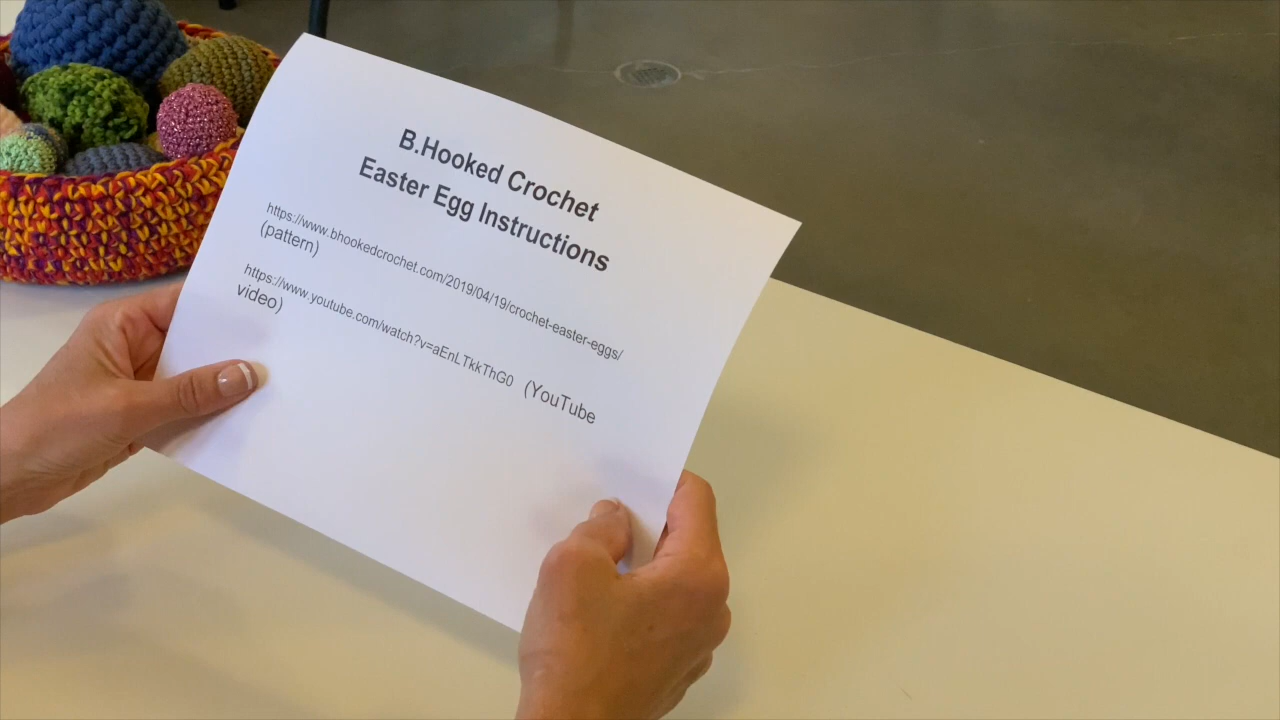 B.Hooked Crochet
Easter Egg Instructions
https://www.bhookedcrochet.com/2019/04/19/crochet-easter-eggs/
(pattern)
https://www.youtube.com/watch?v=aEnLTkkThG0 (YouTube
video)